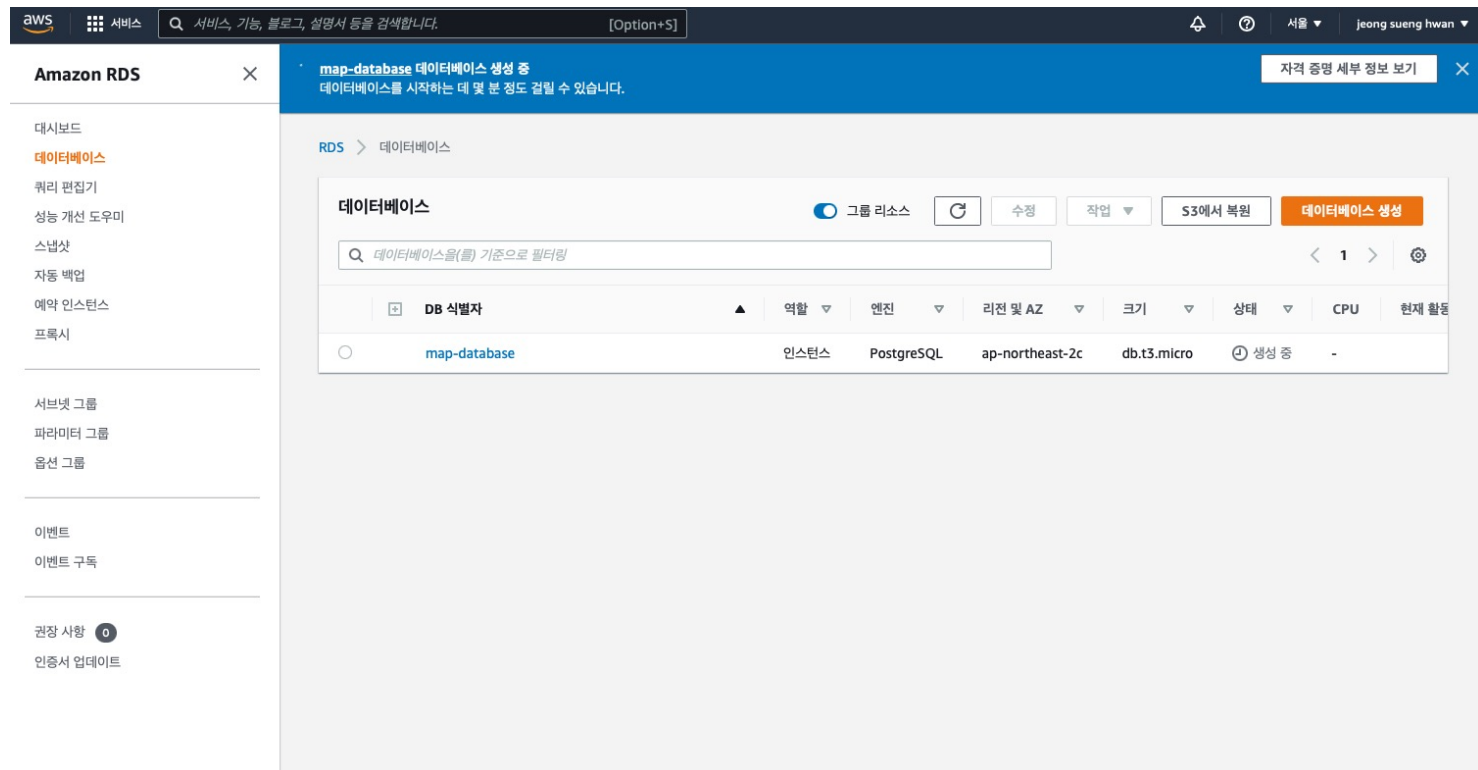 aws 서비스 서비스, 기능, 블로그, 설명서 등을 검색합니다. [Option+S] 서울 ▼ jeong sueng hwan ▼
Amazon RDS
대시보드
데이터베이스
쿼리 편집기
성능 개선 도우미
스냅샷
자동 백업
예약 인스턴스
프록시
서브넷 그룹
파라미터 그룹
옵션 그룹
이벤트
이벤트 구독
권장 사항 0
인증서 업데이트
map-database 데이터베이스 생성 중
데이터베이스를 시작하는 데 몇 분 정도 걸릴 수 있습니다.
자격 증명 세부 정보 보기
RDS > 데이터베이스
데이터베이스 그룹 리소스 수정 작업 ▼ S3에서 복원 데이터베이스 생성
데이터베이스을(를) 기준으로 필터링 < 1 >
DB 식별자 ▲ 역할 엔진 리전 및 AZ 크기 상태 CPU 현재 활동
map-database 인스턴스 PostgreSQL ap-northeast-2c db.t3.micro 생성 중 -